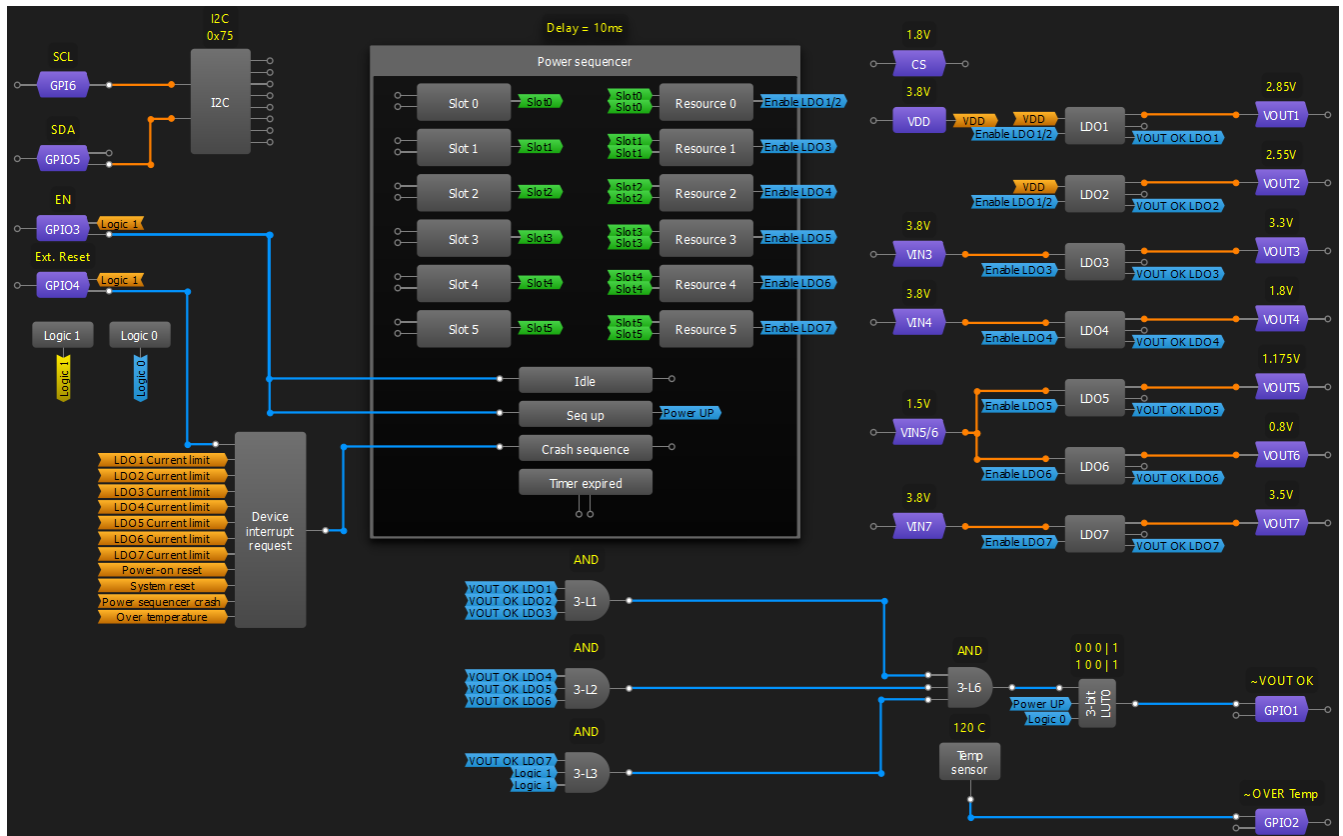 I2C
0x75
SCL
GPI6
I2C
SDA
GPIO5
EN
GPIO3
Logic 1
Ext. Reset
GPIO4
Logic 1
Logic 1
Logic 0
Logic 1
Logic 0
LDO1 Current limit
LDO2 Current limit
LDO3 Current limit
LDO4 Current limit
LDO5 Current limit
LDO6 Current limit
LDO7 Current limit
Power-on reset
System reset
Power sequencer crash
Over temperature
Device
interrupt
request
Delay = 10ms
Power sequencer
Slot 0
Slot0
Slot0
Slot0
Resource 0
Enable LDO1/2
Slot 1
Slot1
Slot1
Slot1
Resource 1
Enable LDO3
Slot 2
Slot2
Slot2
Slot2
Resource 2
Enable LDO4
Slot 3
Slot3
Slot3
Slot3
Resource 3
Enable LDO5
Slot 4
Slot4
Slot4
Slot4
Resource 4
Enable LDO6
Slot 5
Slot5
Slot5
Slot5
Resource 5
Enable LDO7
Idle
Seq up
Power UP
Crash sequence
Timer expired
1.8V
CS
3.8V
VDD
VDD
VDD
Enable LDO1/2
LDO1
VOUT OK LDO1
2.85V
VOUT1
VDD
Enable LDO1/2
LDO2
VOUT OK LDO2
2.55V
VOUT2
3.8V
VIN3
Enable LDO3
LDO3
VOUT OK LDO3
3.3V
VOUT3
3.8V
VIN4
Enable LDO4
LDO4
VOUT OK LDO4
1.8V
VOUT4
1.5V
VIN5/6
Enable LDO5
LDO5
VOUT OK LDO5
1.175V
VOUT5
Enable LDO6
LDO6
VOUT OK LDO6
0.8V
VOUT6
3.8V
VIN7
Enable LDO7
LDO7
VOUT OK LDO7
3.5V
VOUT7
AND
VOUT OK LDO1
VOUT OK LDO2
VOUT OK LDO3
3-L1
AND
VOUT OK LDO4
VOUT OK LDO5
VOUT OK LDO6
3-L2
AND
VOUT OK LDO7
Logic 1
Logic 1
3-L3
AND
3-L6
0 0 0 | 1
1 0 0 | 1
Power UP
Logic 0
3-bit
LUT0
~VOUT OK
GPIO1
120 C
Temp
sensor
~OVER Temp
GPIO2